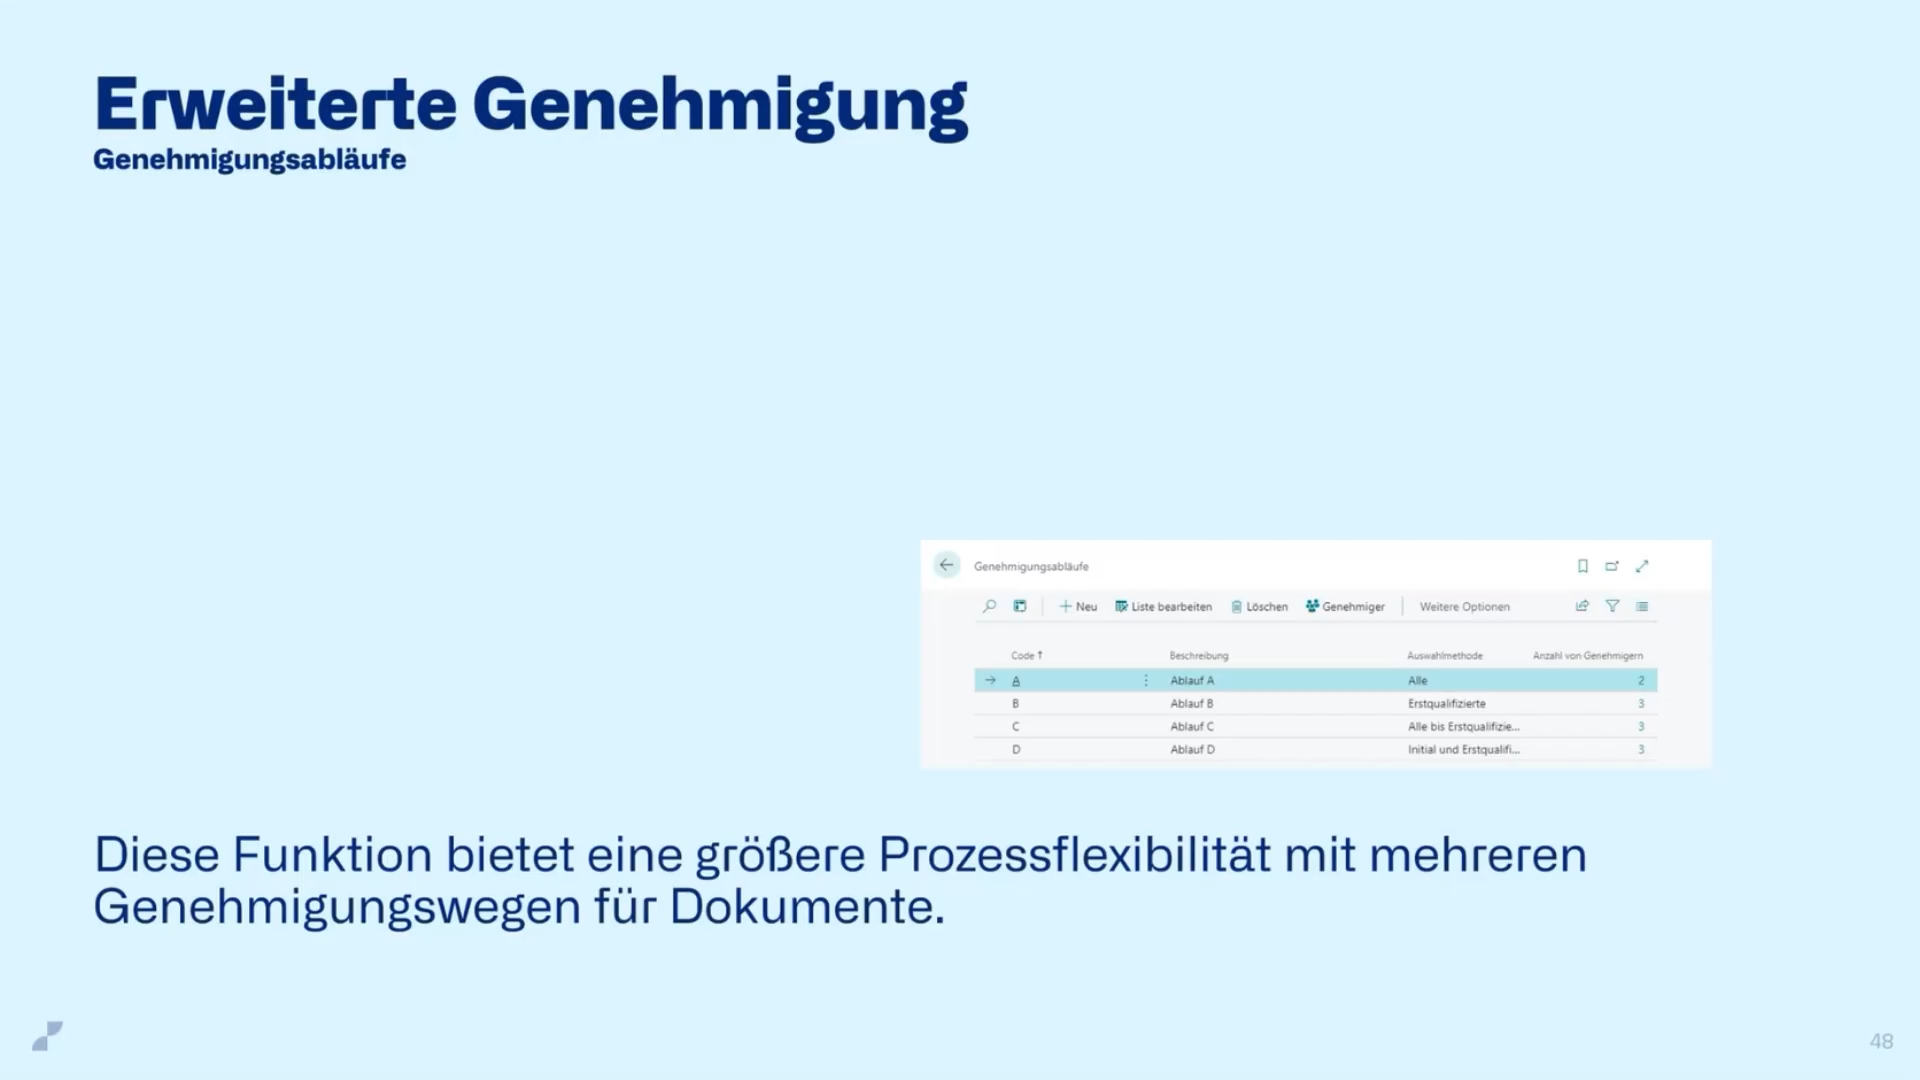 Erweiterte Genehmigung
Genehmigungsabläufe
Genehmigungsabläufe
Neu Liste bearbeiten Löschen Genehmiger Weitere Optionen
Code ↑ Beschreibung Auswahlmethode Anzahl von Genehmigern
→ A Ablauf A Alle 2
B Ablauf B Erstqualifizierte 3
C Ablauf C Alle bis Erstqualifizie... 3
D Ablauf D Initial und Erstqualifi... 3
Diese Funktion bietet eine größere Prozessflexibilität mit mehreren
Genehmigungswegen für Dokumente.
48